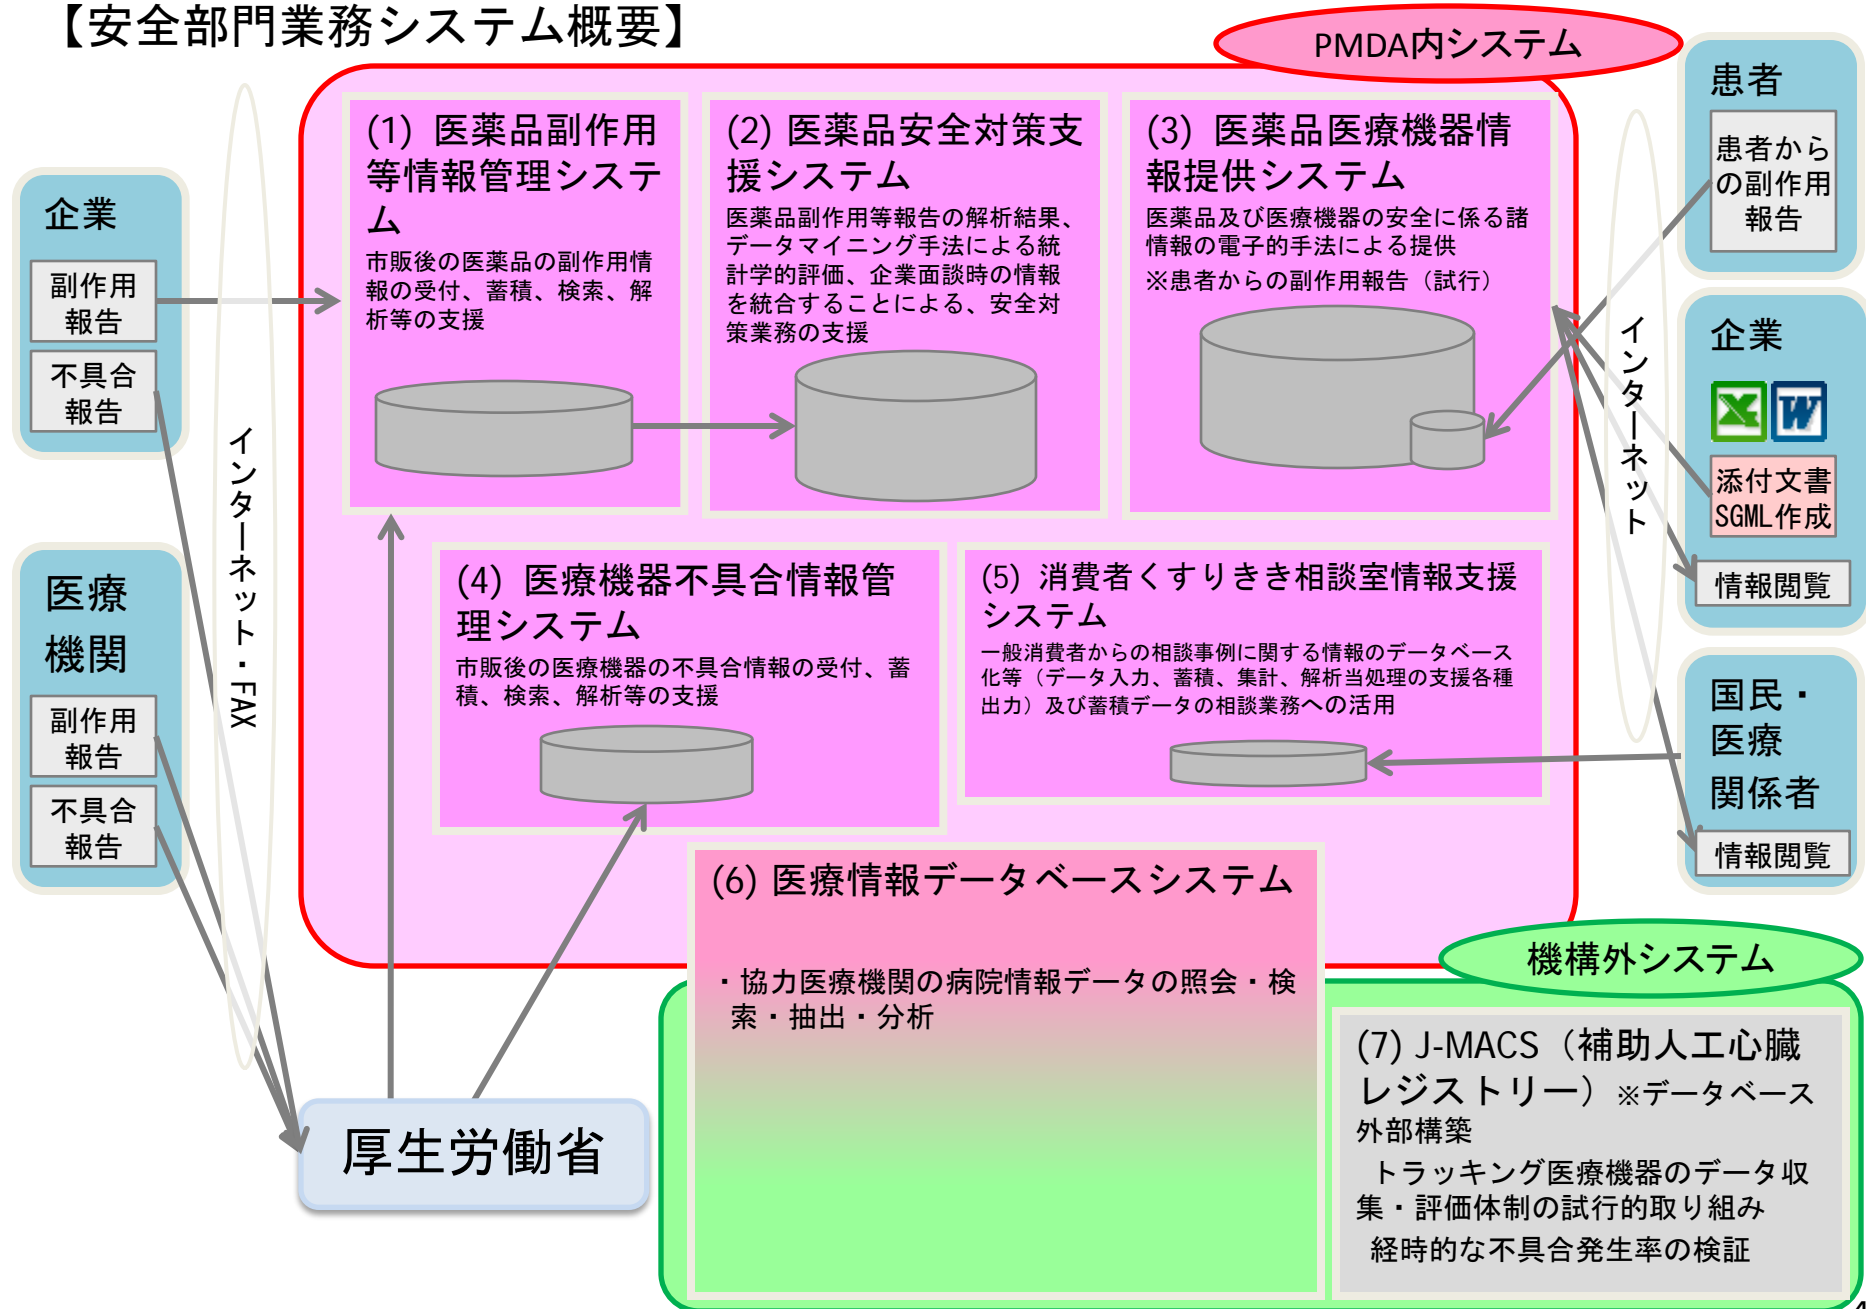 【安全部門業務システム概要】
PMDA内システム
企業
副作用
報告
不具合
報告
医療
機関
副作用
報告
不具合
報告
インターネット・FAX
(1) 医薬品副作用
等情報管理システ
ム
市販後の医薬品の副作用情
報の受付、蓄積、検索、解
析等の支援
(2) 医薬品安全対策支
援システム
医薬品副作用等報告の解析結果、
データマイニング手法による統
計学的評価、企業面談時の情報
を統合することによる、安全対
策業務の支援
(3) 医薬品医療機器情
報提供システム
医薬品及び医療機器の安全に係る諸
情報の電子的手法による提供
※患者からの副作用報告（試行）
(4) 医療機器不具合情報管
理システム
市販後の医療機器の不具合情報の受付、蓄
積、検索、解析等の支援
(5) 消費者くすりきき相談室情報支援
システム
一般消費者からの相談事例に関する情報のデータベース
化等（データ入力、蓄積、集計、解析当処理の支援各種
出力）及び蓄積データの相談業務への活用
インターネット
患者
患者から
の副作用
報告
企業
X
W
添付文書
SGML作成
情報閲覧
国民・
医療
関係者
情報閲覧
(6) 医療情報データベースシステム
・協力医療機関の病院情報データの照会・検
索・抽出・分析
機構外システム
(7) J-MACS（補助人工心臓
レジストリー）※データベース
外部構築
トラッキング医療機器のデータ収
集・評価体制の試行的取り組み
経時的な不具合発生率の検証
厚生労働省